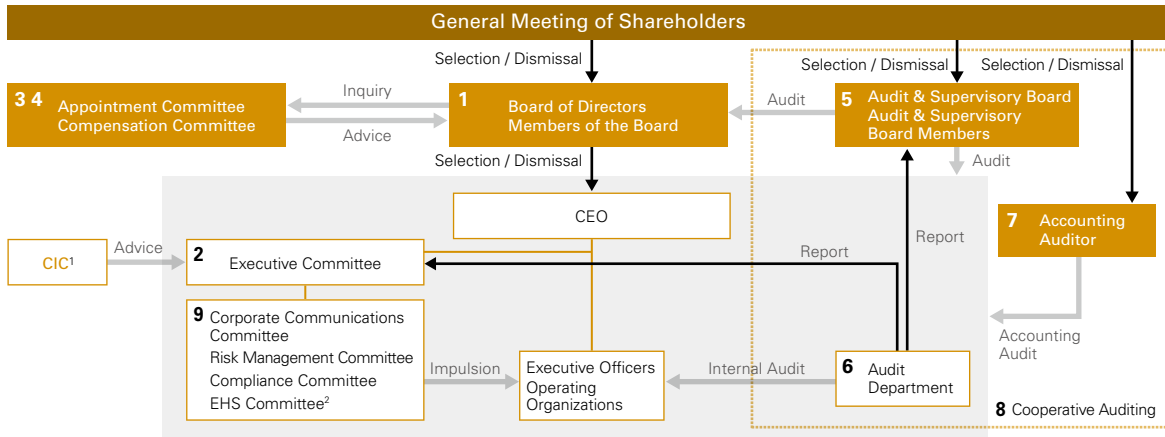 General Meeting of Shareholders
Selection / Dismissal
Selection / Dismissal
Selection / Dismissal
3 4 Appointment Committee
Compensation Committee
Inquiry
Advice
1 Board of Directors
Members of the Board
Audit
5 Audit & Supervisory Board
Audit & Supervisory
Board Members
Selection / Dismissal
Audit
CEO
7 Accounting
Auditor
CIC¹
Advice
2 Executive Committee
Report
Report
9 Corporate Communications
Committee
Risk Management Committee
Compliance Committee
EHS Committee²
Impulsion
Executive Officers
Operating
Organizations
Internal Audit
6 Audit
Department
Accounting
Audit
8 Cooperative Auditing